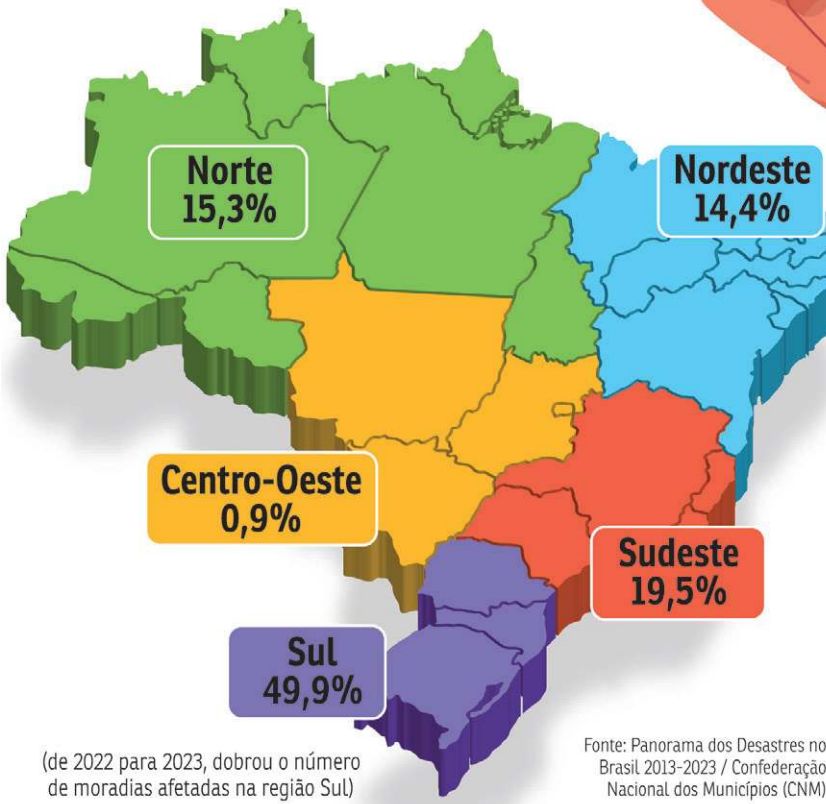 Norte
15,3%
Nordeste
14,4%
Centro-Oeste
0,9%
Sudeste
19,5%
Sul
49,9%
(de 2022 para 2023, dobrou o número
de moradias afetadas na região Sul)
Fonte: Panorama dos Desastres no
Brasil 2013-2023 / Confederação
Nacional dos Municípios (CNM)